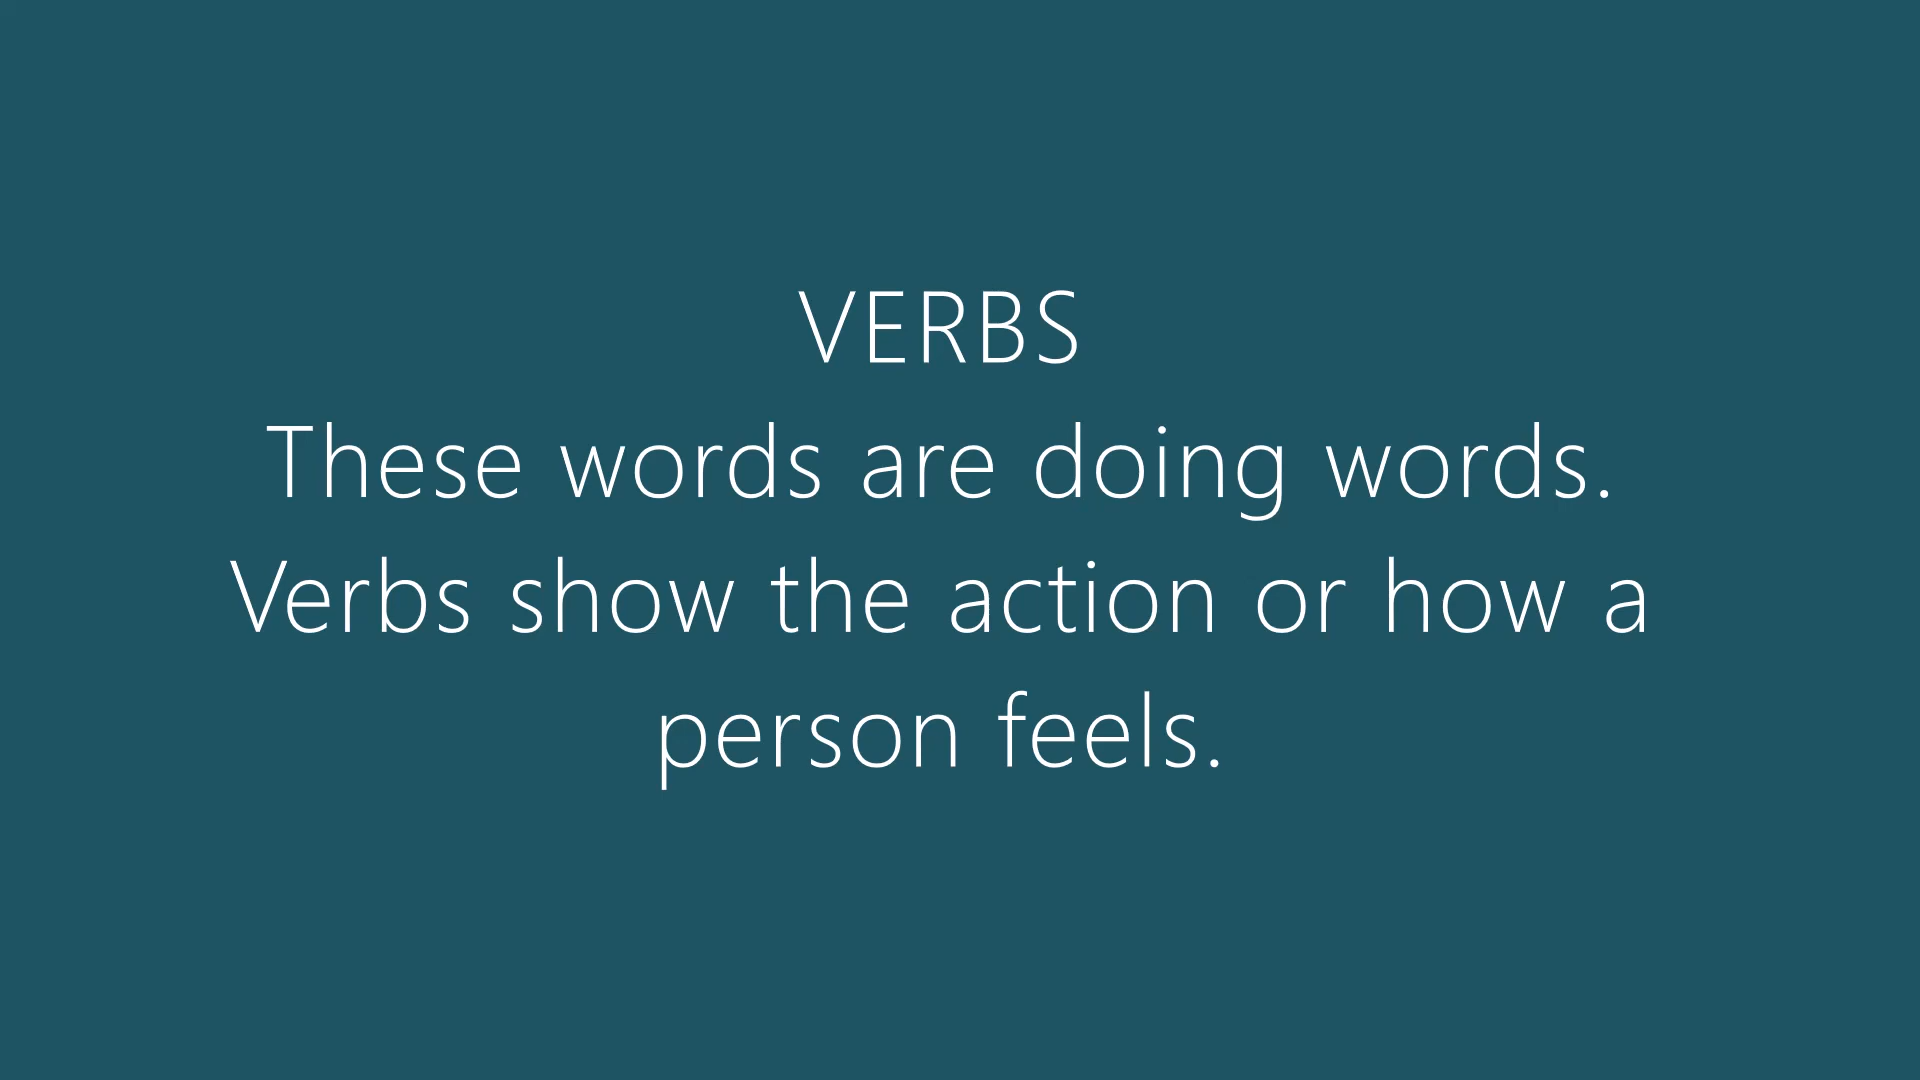 VERBS
These words are doing words.
Verbs show the action or how a
person feels.